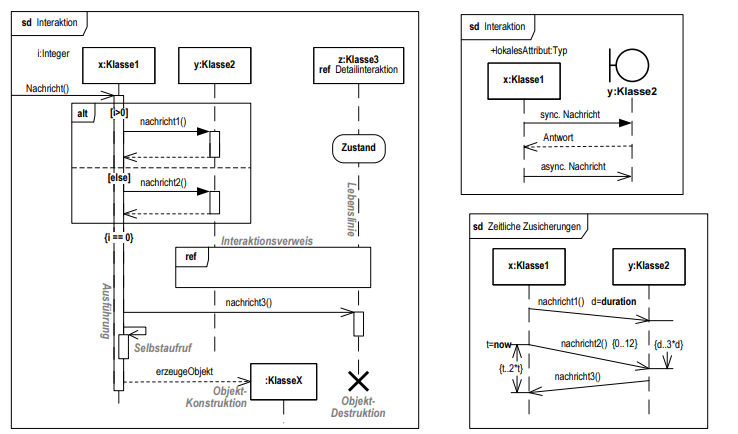 sd Interaktion
i:Integer
x:Klasse1
y:Klasse2
z:Klasse3
ref Detailinteraktion
Nachricht()
alt
[i>0]
nachricht1()
Zustand
[else]
nachricht2()
Lebenslinie
{i == 0}
Interaktionsverweis
ref
Ausführung
nachricht3()
Selbstaufruf
erzeugeObjekt
:KlasseX
Objekt-
Konstruktion
Objekt-
Destruktion
sd Interaktion
+lokalesAttribut:Typ
x:Klasse1
y:Klasse2
sync. Nachricht
Antwort
async. Nachricht
sd Zeitliche Zusicherungen
x:Klasse1
y:Klasse2
nachricht1() d=duration
t=now
nachricht2() {0..12}
{d..3*d}
{t..2*t}
nachricht3()